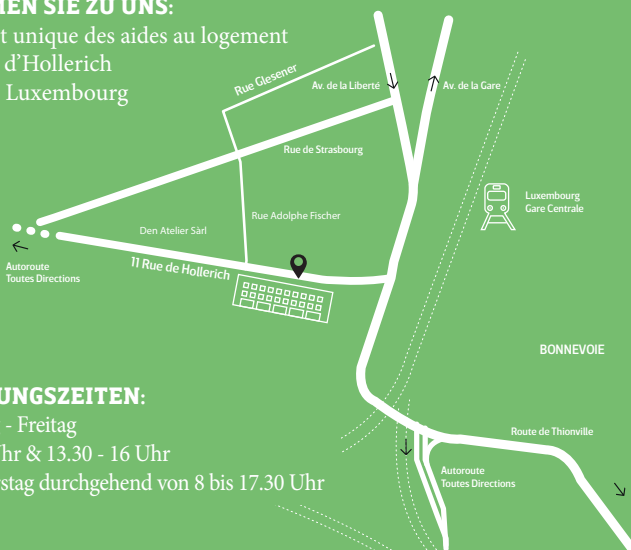 MEN SIE ZU UNS:
t unique des aides au logement
d’Hollerich
Luxembourg
Rue Glesener
Av. de la Liberté
Av. de la Gare
Rue de Strasbourg
Luxembourg
Gare Centrale
Rue Adolphe Fischer
Den Atelier Sàrl
11 Rue de Hollerich
Autoroute
Toutes Directions
BONNEVOIE
UNGSZEITEN:
- Freitag
Uhr & 13.30 - 16 Uhr
rstag durchgehend von 8 bis 17.30 Uhr
Route de Thionville
Autoroute
Toutes Directions